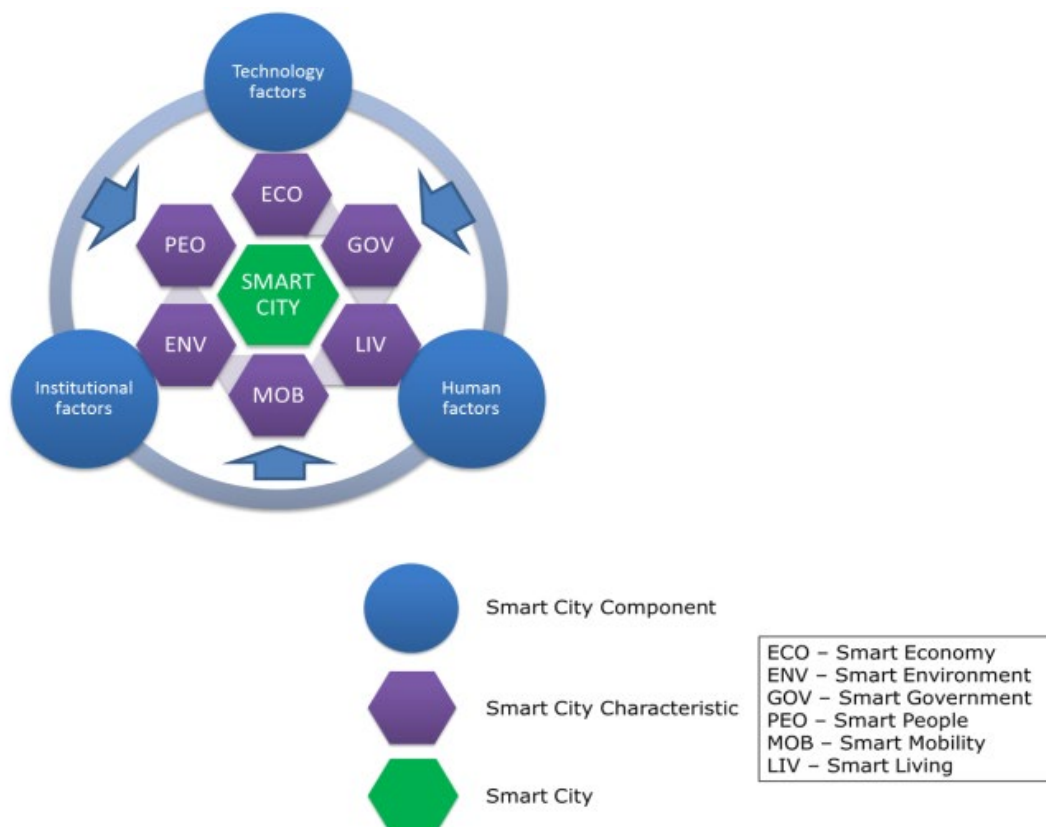 Technology
factors
ECO
PEO
GOV
SMART
CITY
ENV
LIV
MOB
Institutional
factors
Human
factors
Smart City Component
Smart City Characteristic
Smart City
ECO – Smart Economy
ENV – Smart Environment
GOV – Smart Government
PEO – Smart People
MOB – Smart Mobility
LIV – Smart Living